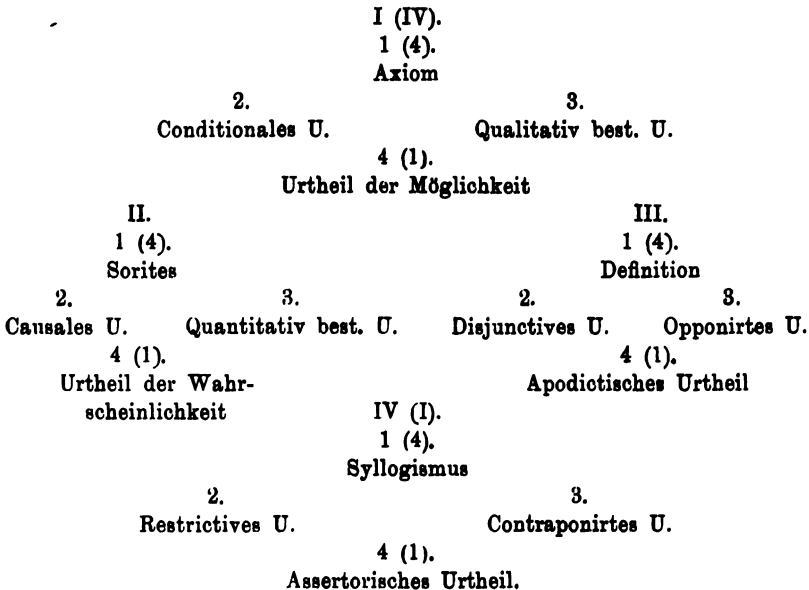 I (IV).
1 (4).
Axiom
2. 3.
Conditionales U. Qualitativ best. U.
4 (1).
Urtheil der Möglichkeit
II. III.
1 (4). 1 (4).
Sorites Definition
2. 3. 2. 3.
Causales U. Quantitativ best. U. Disjunctives U. Opponirtes U.
4 (1). 4 (1).
Urtheil der Wahr- Apodictisches Urtheil
scheinlichkeit IV (I).
1 (4).
Syllogismus
2. 3.
Restrictives U. Contraponirtes U.
4 (1).
Assertorisches Urtheil.